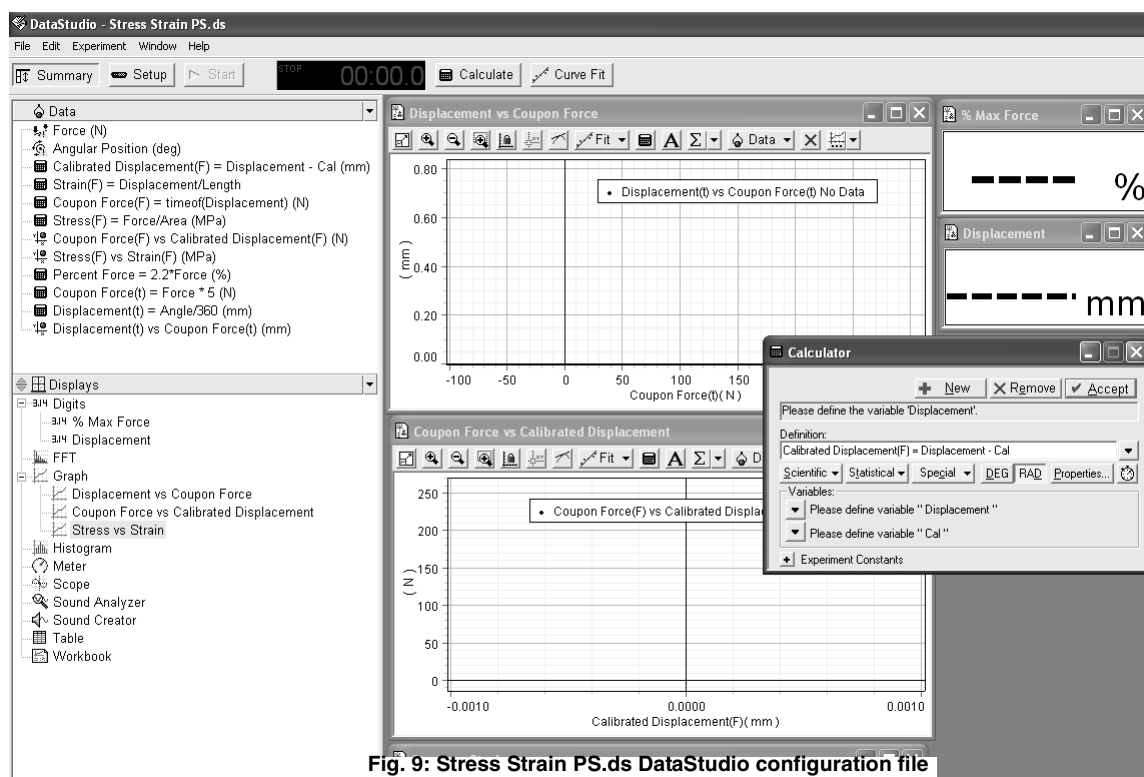 DataStudio - Stress Strain PS.ds
File Edit Experiment Window Help
Summary Setup Start STOP 00:00.0 Calculate Curve Fit
Data
Force (N)
Angular Position (deg)
Calibrated Displacement(F) = Displacement - Cal (mm)
Strain(F) = Displacement/Length
Coupon Force(F) = timeof(Displacement) (N)
Stress(F) = Force/Area (MPa)
Coupon Force(F) vs Calibrated Displacement(F) (N)
Stress(F) vs Strain(F) (MPa)
Percent Force = 2.2*Force (%)
Coupon Force(t) = Force * 5 (N)
Displacement(t) = Angle/360 (mm)
Displacement(t) vs Coupon Force(t) (mm)
Displays
3.14 Digits
3.14 % Max Force
3.14 Displacement
FFT
Graph
Displacement vs Coupon Force
Coupon Force vs Calibrated Displacement
Stress vs Strain
Histogram
Meter
Scope
Sound Analyzer
Sound Creator
Table
Workbook
Displacement vs Coupon Force
Fit A Σ Data
Displacement(t) vs Coupon Force(t) No Data
0.80
0.60
0.40
0.20
0.00
( mm )
-100 -50 0 50 100 150
Coupon Force(t)( N )
% Max Force
%
Displacement
mm
Calculator
New Remove Accept
Please define the variable 'Displacement'.
Definition:
Calibrated Displacement(F) = Displacement - Cal
Scientific Statistical Special DEG RAD Properties...
Variables:
Please define variable " Displacement "
Please define variable " Cal "
Experiment Constants
Coupon Force vs Calibrated Displacement
Fit A Σ D
Coupon Force(F) vs Calibrated Displa
250
200
150
100
50
0
( N )
-0.0010 0.0000 0.0010
Calibrated Displacement(F)( mm )
Fig. 9: Stress Strain PS.ds DataStudio configuration file